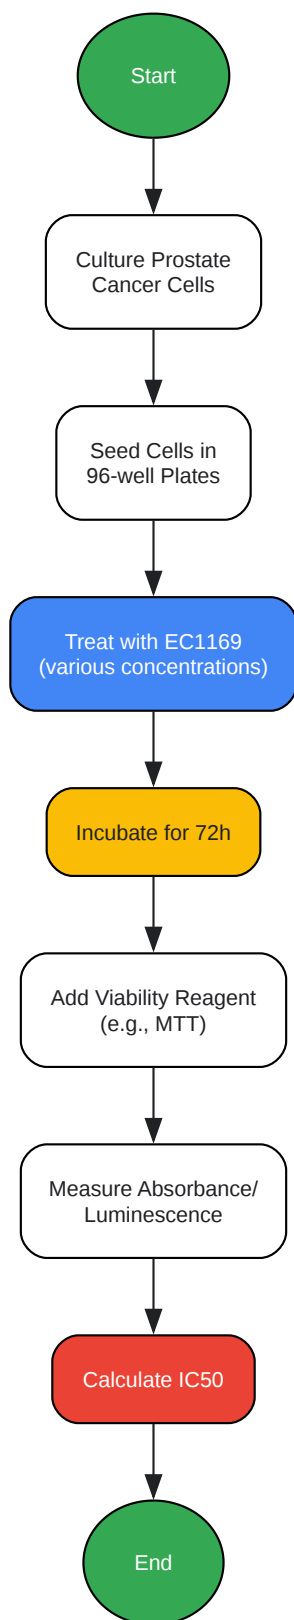 Start
Culture Prostate
Cancer Cells
Seed Cells in
96-well Plates
Treat with EC1169
(various concentrations)
Incubate for 72h
Add Viability Reagent
(e.g., MTT)
Measure Absorbance/
Luminescence
Calculate IC50
End